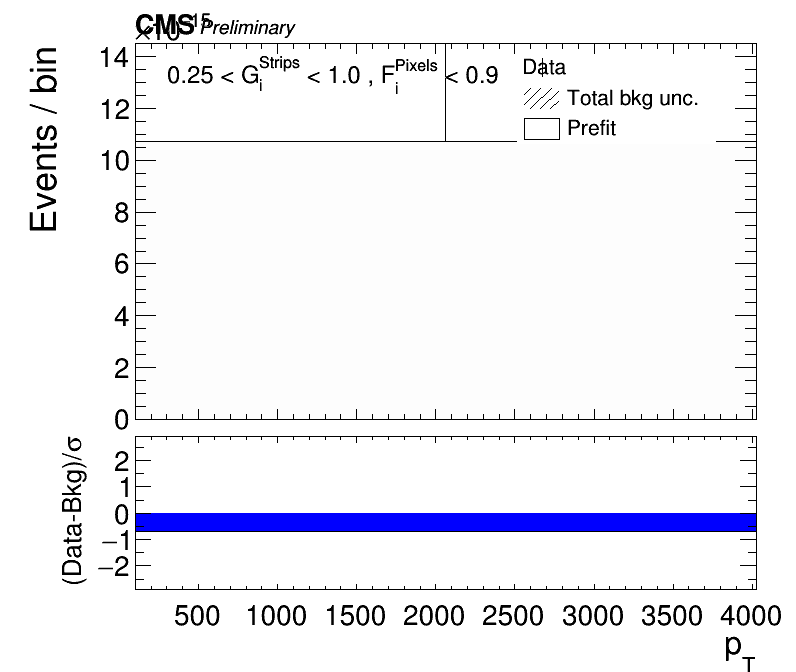 CMS Preliminary
×10^15
Events / bin
14
12
10
8
6
4
2
0
0.25 < G_i^Strips < 1.0 , F_i^Pixels < 0.9
Data
Total bkg unc.
Prefit
(Data-Bkg)/σ
2
1
0
−1
−2
500 1000 1500 2000 2500 3000 3500 4000
p_T